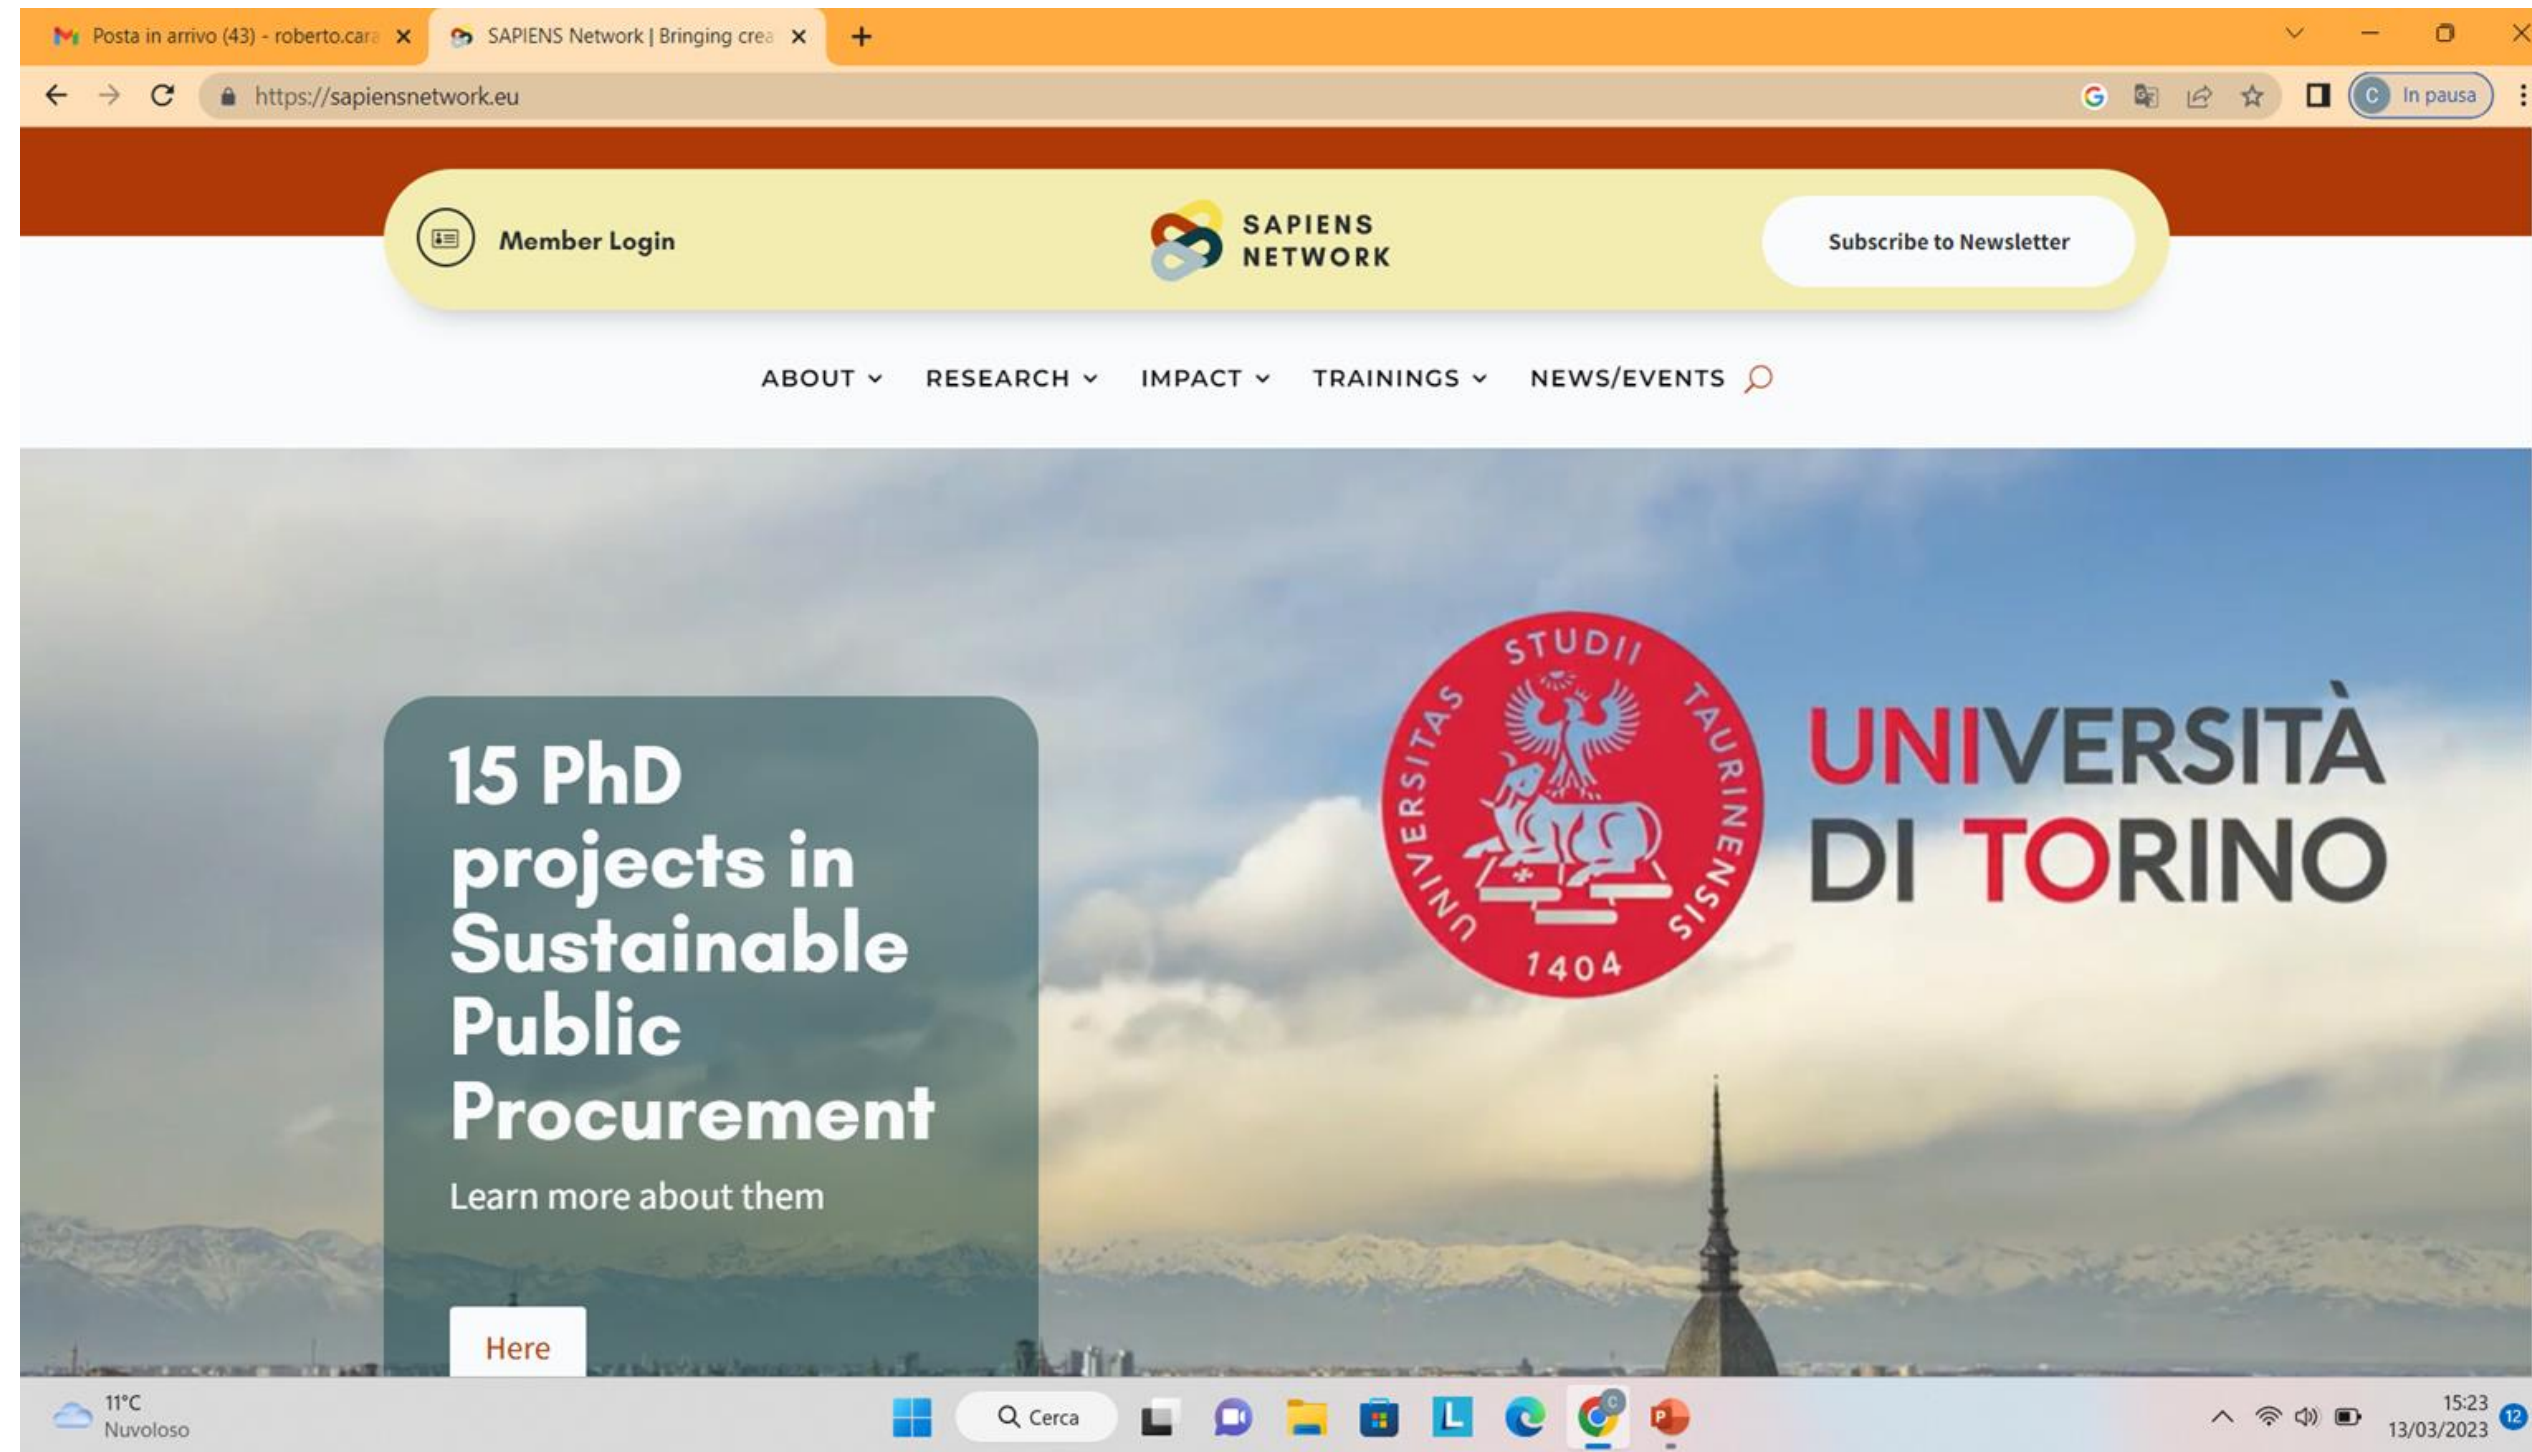 Posta in arrivo (43) - roberto.cara
SAPIENS Network | Bringing crea
https://sapiensnetwork.eu
C In pausa
Member Login
SAPIENS
NETWORK
Subscribe to Newsletter
ABOUT
RESEARCH
IMPACT
TRAININGS
NEWS/EVENTS
15 PhD
projects in
Sustainable
Public
Procurement
Learn more about them
Here
UNIVERSITAS STUDII TAURINENSIS
1404
UNIVERSITÀ
DI TORINO
11°C
Nuvoloso
Cerca
L
C
P
15:23
13/03/2023
12